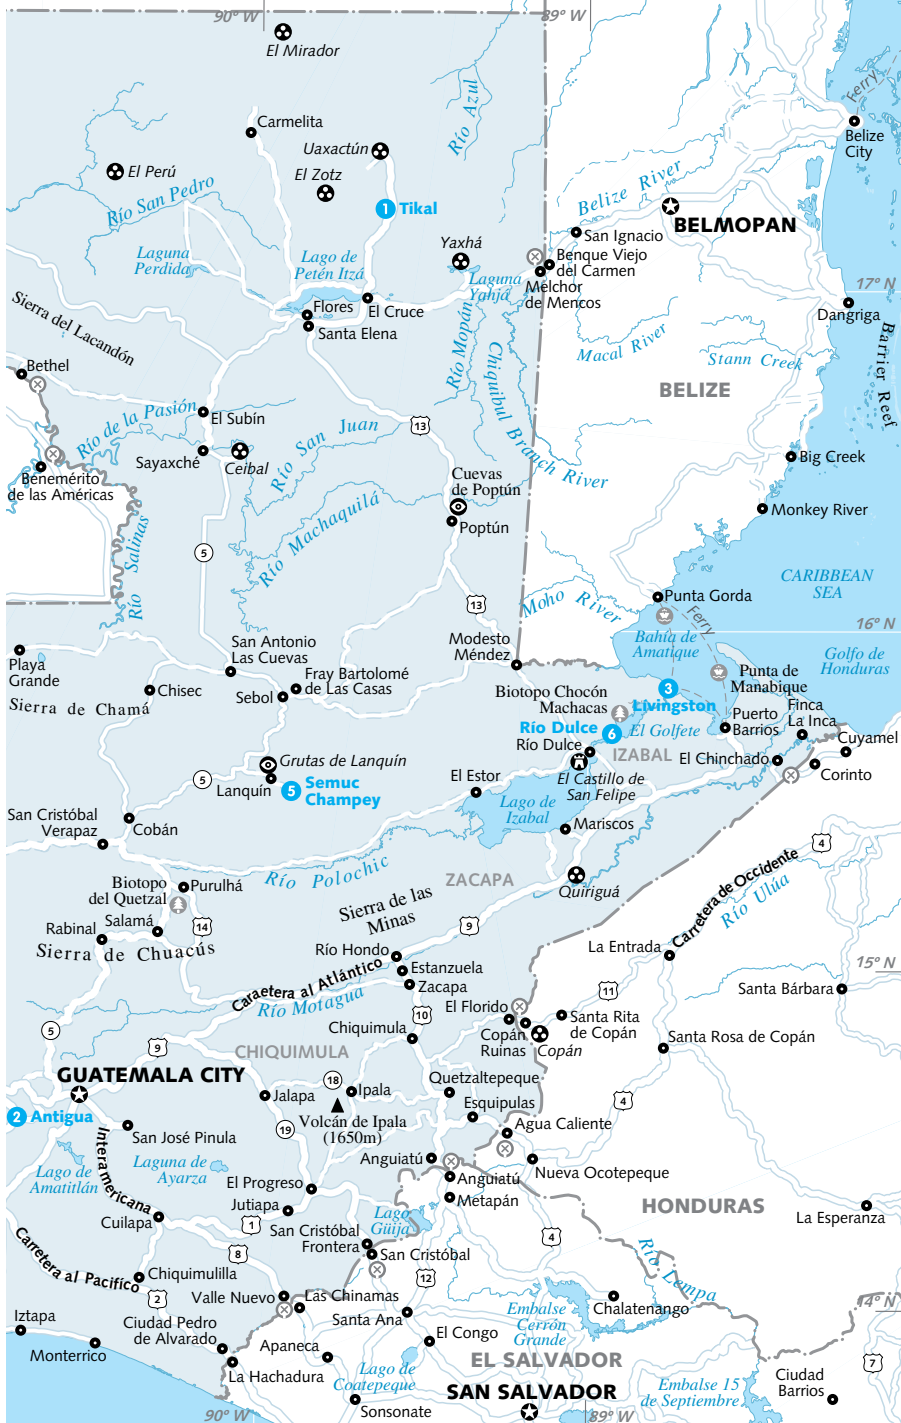 90° W
89° W
El Mirador
Río Azul
Ferry
Carmelita
Belize
City
Uaxactún
El Perú
El Zotz
Río San Pedro
1 Tikal
Belize River
BELMOPAN
San Ignacio
Laguna
Perdida
Lago de
Petén Itzá
Yaxhá
Benque Viejo
del Carmen
Laguna
Yahja
Melchor
de Mencos
17° N
Sierra del Lacandón
Flores
El Cruce
Santa Elena
Dangriga
Río Mopán
Chiquibul Branch River
Macal River
Stann Creek
Barrier Reef
Bethel
BELIZE
Río de la Pasión
El Subín
Río San Juan
13
Sayaxché
Ceibal
Big Creek
Benemérito
de las Américas
Cuevas
de Poptún
Monkey River
Poptún
Río Machaquilá
Río Salinas
5
CARIBBEAN
SEA
13
Moho River
Punta Gorda
Ferry
16° N
Bahía de
Amatique
Golfo de
Honduras
Playa
Grande
San Antonio
Las Cuevas
Modesto
Méndez
Punta de
Manabique
Chisec
Sebol
Fray Bartolomé
de Las Casas
Sierra de Chamá
Biotopo Chocón
Machacas
3
Livingston
Finca
La Inca
Río Dulce
6
El Golfete
Puerto
Barrios
Río Dulce
IZABAL
Cuyamel
El Chinchado
Corinto
Grutas de Lanquín
5
Lanquín
5 Semuc
Champey
El Estor
El Castillo de
San Felipe
Lago de
Izabal
San Cristóbal
Verapaz
Cobán
Mariscos
4
Río Polochic
ZACAPA
Quiriguá
Carretera de Occidente
Río Ulúa
Biotopo
del Quetzal
Purulhá
Sierra de las
Minas
Rabinal
Salamá
14
9
Sierra de Chuacús
Río Hondo
La Entrada
15° N
Estanzuela
Caraetera al Atlántico
Zacapa
Santa Bárbara
Río Motagua
11
El Florido
10
Santa Rita
de Copán
Chiquimula
Copán
Ruinas
Copán
Santa Rosa de Copán
5
9
CHIQUIMULA
GUATEMALA CITY
18
Ipala
Quetzaltepeque
Jalapa
4
2 Antigua
Volcán de Ipala
(1650m)
Esquipulas
Agua Caliente
19
San José Pinula
Interamericana
Lago de
Amatitlán
Laguna de
Ayarza
Anguiatú
Nueva Ocotepeque
Anguiatú
El Progreso
Metapán
HONDURAS
Jutiapa
La Esperanza
Cuilapa
Lago
Güija
1
San Cristóbal
Frontera
4
8
San Cristóbal
Río Lempa
Carretera al Pacifíco
Chiquimulilla
12
Valle Nuevo
Las Chinamas
2
Embalse
Cerrón
Grande
Chalatenango
14° N
Iztapa
Ciudad Pedro
de Alvarado
Santa Ana
Monterrico
Apaneca
El Congo
La Hachadura
Lago de
Coatepeque
EL SALVADOR
7
Embalse 15
de Septiembre
Ciudad
Barrios
SAN SALVADOR
Sonsonate
90° W
89° W